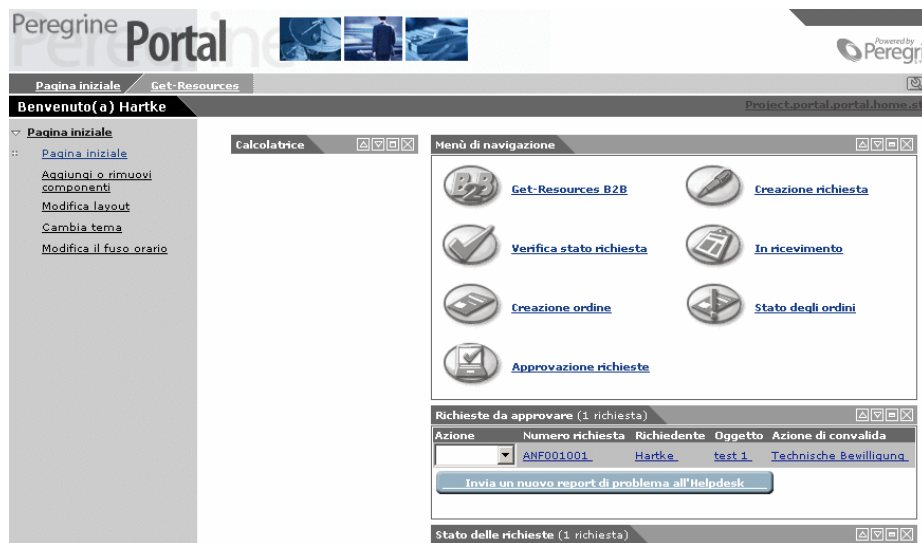 Peregrine Portal
Powered by
Peregri
Pagina iniziale
Get-Resources
Benvenuto(a) Hartke
Project.portal.portal.home.st
Pagina iniziale
Pagina iniziale
Aggiungi o rimuovi
componenti
Modifica layout
Cambia tema
Modifica il fuso orario
Calcolatrice
Menù di navigazione
B2B
Get-Resources B2B
Creazione richiesta
Verifica stato richiesta
In ricevimento
Creazione ordine
Stato degli ordini
Approvazione richieste
Richieste da approvare (1 richiesta)
Azione Numero richiesta Richiedente Oggetto Azione di convalida
ANF001001 Hartke test 1 Technische Bewilligung
Invia un nuovo report di problema all'Helpdesk
Stato delle richieste (1 richiesta)